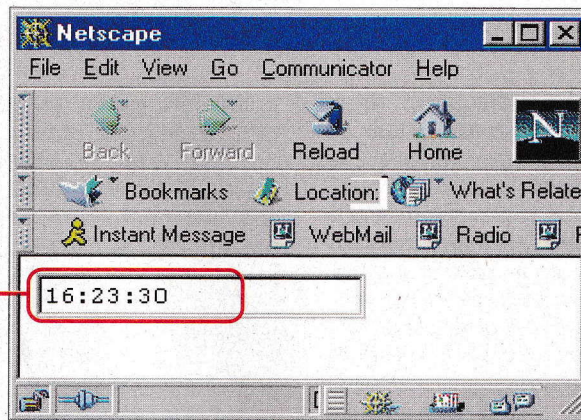 Netscape
File Edit View Go Communicator Help
Back Forward Reload Home
N
Bookmarks Location: What's Relate
Instant Message WebMail Radio
16:23:30